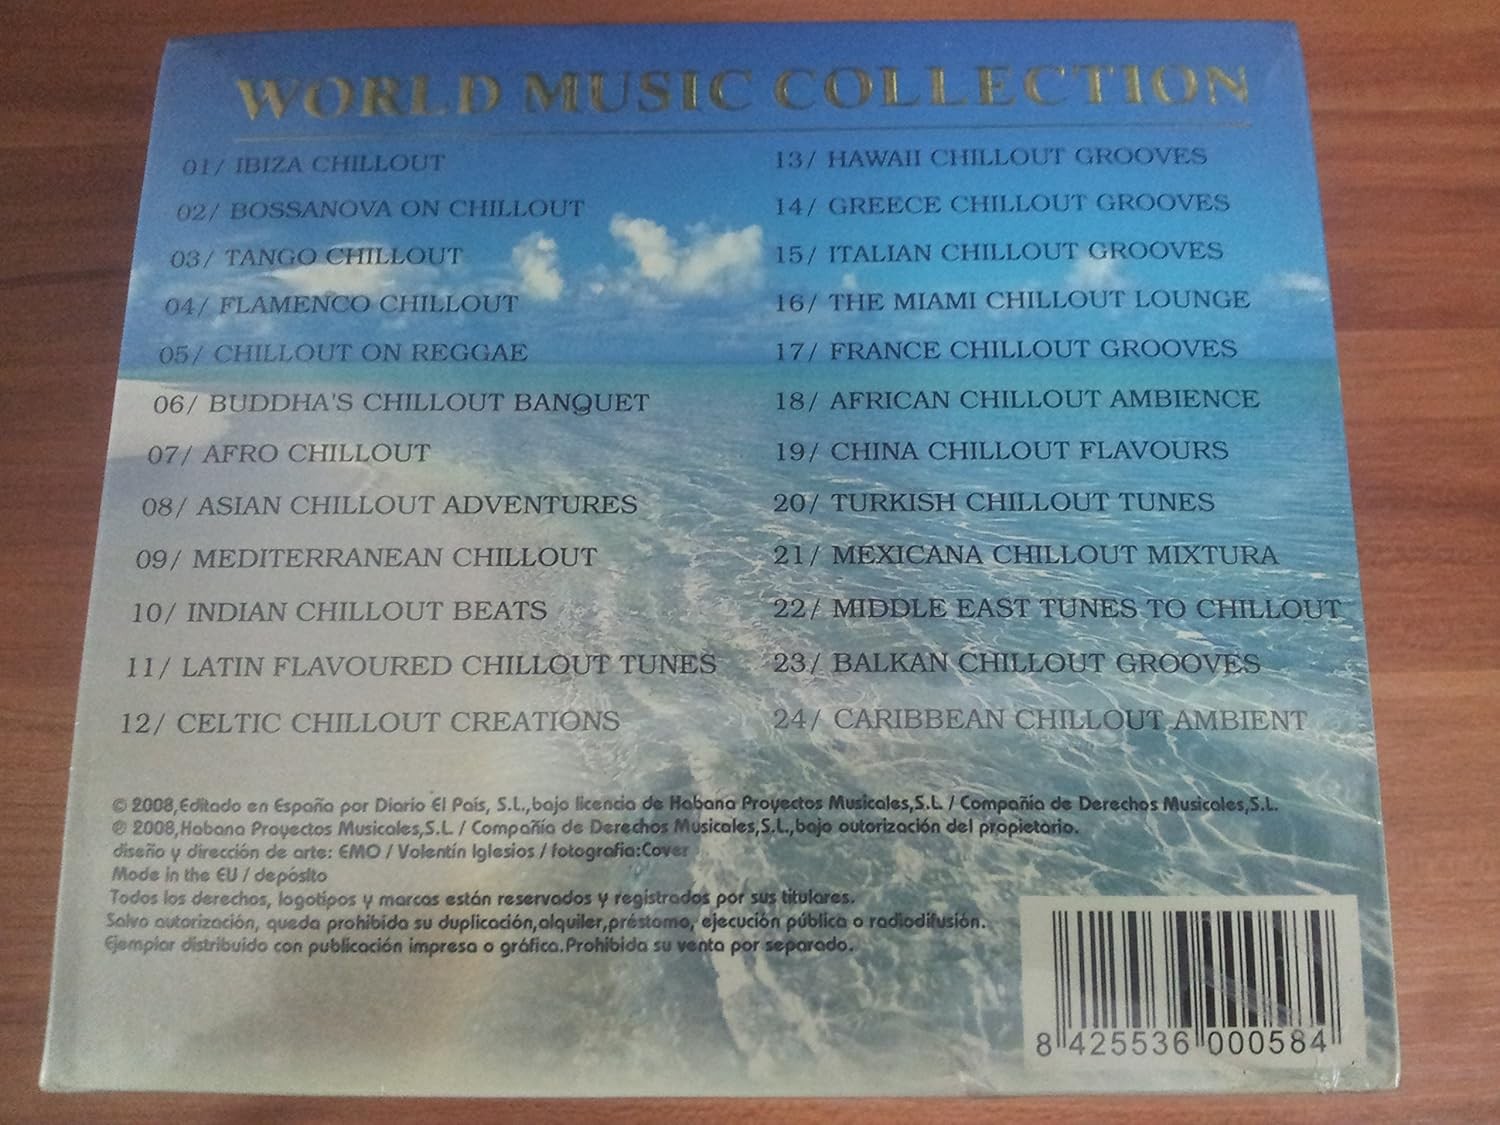 WORLD MUSIC COLLECTION
01/ IBIZA CHILLOUT
02/ BOSSANOVA ON CHILLOUT
03/ TANGO CHILLOUT
04/ FLAMENCO CHILLOUT
05/ CHILLOUT ON REGGAE
06/ BUDDHA'S CHILLOUT BANQUET
07/ AFRO CHILLOUT
08/ ASIAN CHILLOUT ADVENTURES
09/ MEDITERRANEAN CHILLOUT
10/ INDIAN CHILLOUT BEATS
11/ LATIN FLAVOURED CHILLOUT TUNES
12/ CELTIC CHILLOUT CREATIONS
13/ HAWAII CHILLOUT GROOVES
14/ GREECE CHILLOUT GROOVES
15/ ITALIAN CHILLOUT GROOVES
16/ THE MIAMI CHILLOUT LOUNGE
17/ FRANCE CHILLOUT GROOVES
18/ AFRICAN CHILLOUT AMBIENCE
19/ CHINA CHILLOUT FLAVOURS
20/ TURKISH CHILLOUT TUNES
21/ MEXICANA CHILLOUT MIXTURA
22/ MIDDLE EAST TUNES TO CHILLOUT
23/ BALKAN CHILLOUT GROOVES
24/ CARIBBEAN CHILLOUT AMBIENT
© 2008,Editado en España por Diario El País, S.L.,bajo licencia de Habana Proyectos Musicales,S.L. / Compañía de Derechos Musicales,S.L.
℗ 2008,Habana Proyectos Musicales,S.L. / Compañía de Derechos Musicales,S.L.,bajo autorización del propietario.
diseño y dirección de arte: EMO / Valentín Iglesios / fotografia:Cover
Made in the EU / depósito
Todos los derechos, logotipos y marcas están reservados y registrados por sus titulares.
Salvo autorización, queda prohibida su duplicación,alquiler,préstamo, ejecución pública o radiodifusión.
Ejemplar distribuido con publicación impresa o gráfica.Prohibida su venta por separado.
8 425536 000584